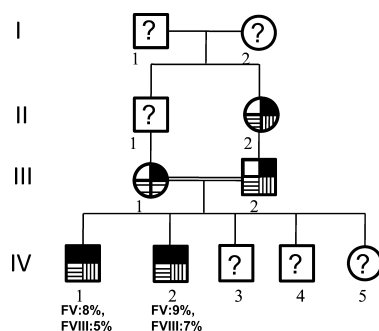 I
? ?
1 2
II
?
1 2
III
1 2
IV
? ? ?
1 2 3 4 5
FV:8%, FV:9%,
FVIII:5% FVIII:7%